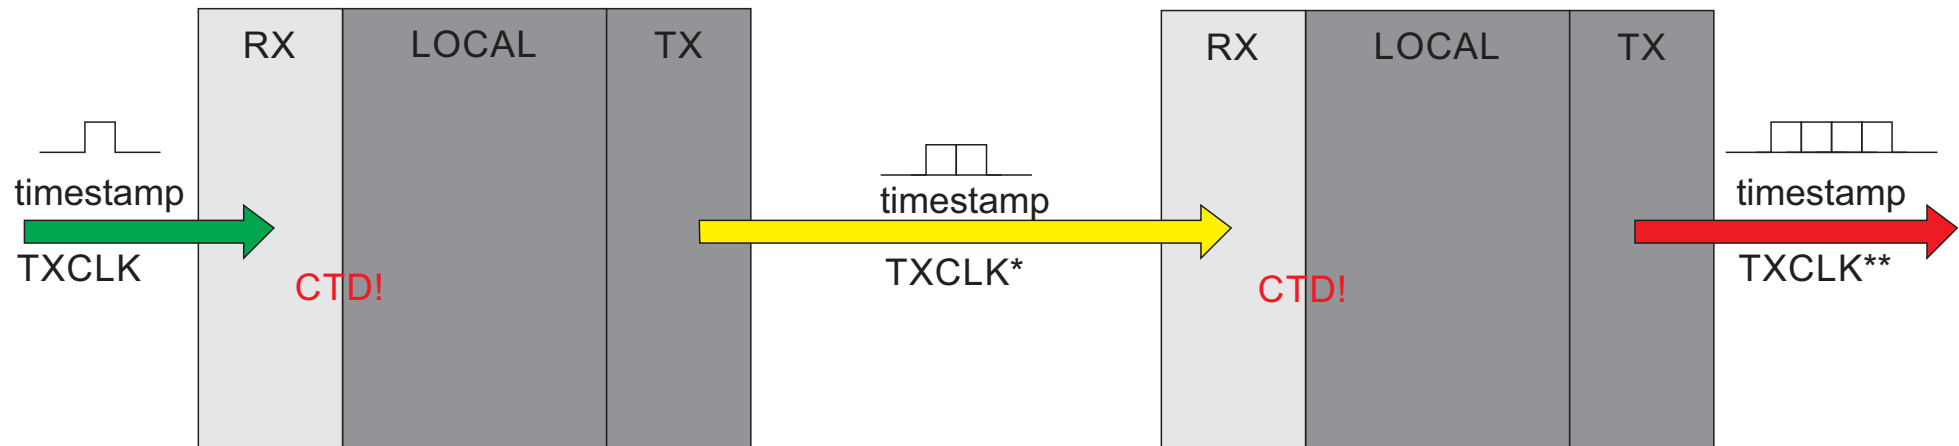 RX LOCAL TX
RX LOCAL TX
timestamp
TXCLK
CTD!
timestamp
TXCLK*
CTD!
timestamp
TXCLK**